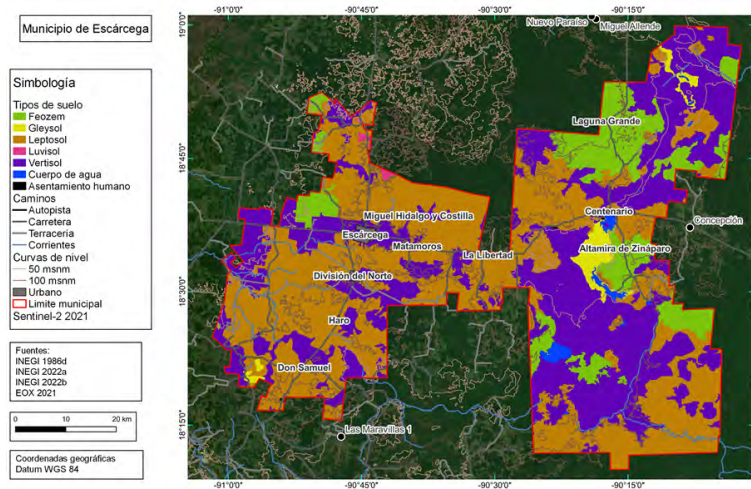 Municipio de Escárcega
Simbología
Tipos de suelo
Feozem
Gleysol
Leptosol
Luvisol
Vertisol
Cuerpo de agua
Asentamiento humano
Caminos
Autopista
Carretera
Terracería
Corrientes
Curvas de nivel
50 msnm
100 msnm
Urbano
Limite municipal
Sentinel-2 2021
Fuentes:
INEGI 1986d
INEGI 2022a
INEGI 2022b
EOX 2021
0 10 20 km
Coordenadas geográficas
Datum WGS 84
-91°0'0" -90°45'0" -90°30'0" -90°15'0"
19°0'0"
18°45'0"
18°30'0"
18°15'0"
Nuevo Paraíso
Miguel Allende
Laguna Grande
Miguel Hidalgo y Costilla
Centenario
Concepción
Escárcega
Matamoros
La Libertad
Altamira de Zináparo
División del Norte
Haro
Don Samuel
Las Maravillas 1
-91°0'0" -90°45'0" -90°30'0" -90°15'0"